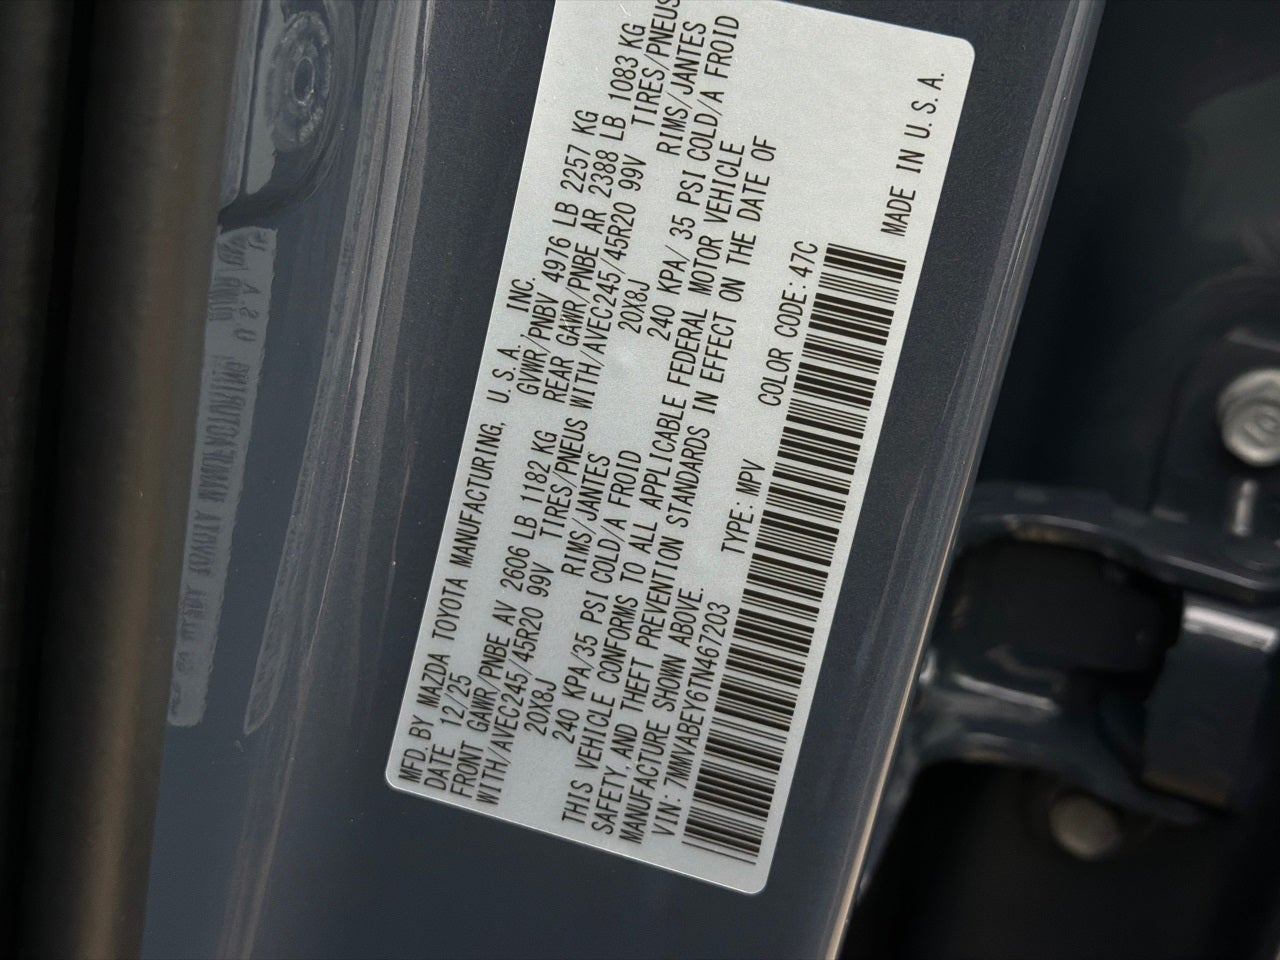 MFD. BY MAZDA TOYOTA MANUFACTURING, U.S.A. INC.
DATE 12/25 GVWR/PNBV 4976 LB 2257 KG
FRONT GAWR/PNBE AV 2606 LB 1182 KG REAR GAWR/PNBE AR 2388 LB 1083 KG
WITH/AVEC245/45R20 99V TIRES/PNEUS WITH/AVEC245/45R20 99V TIRES/PNEUS
20X8J RIMS/JANTES 20X8J RIMS/JANTES
240 KPA/35 PSI COLD/A FROID 240 KPA/ 35 PSI COLD/A FROID
THIS VEHICLE CONFORMS TO ALL APPLICABLE FEDERAL MOTOR VEHICLE
SAFETY, AND THEFT PREVENTION STANDARDS IN EFFECT ON THE DATE OF
MANUFACTURE SHOWN ABOVE.
VIN: 7MMVABEY6TN467203 TYPE: MPV COLOR CODE: 47C
MADE IN U.S.A.